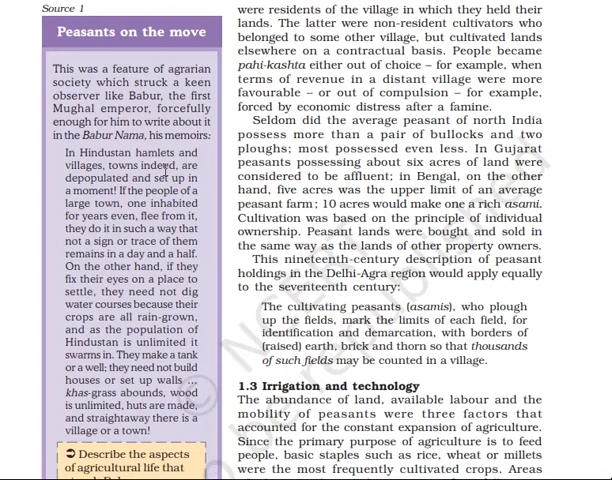 Source 1
Peasants on the move
This was a feature of agrarian
society which struck a keen
observer like Babur, the first
Mughal emperor, forcefully
enough for him to write about it
in the Babur Nama, his memoirs:
In Hindustan hamlets and
villages, towns indeed, are
depopulated and set up in
a moment! If the people of a
large town, one inhabited
for years even, flee from it,
they do it in such a way that
not a sign or trace of them
remains in a day and a half.
On the other hand, if they
fix their eyes on a place to
settle, they need not dig
water courses because their
crops are all rain-grown,
and as the population of
Hindustan is unlimited it
swarms in. They make a tank
or a well; they need not build
houses or set up walls ...
khas-grass abounds, wood
is unlimited, huts are made,
and straightaway there is a
village or a town!
➲ Describe the aspects
of agricultural life that
were residents of the village in which they held their
lands. The latter were non-resident cultivators who
belonged to some other village, but cultivated lands
elsewhere on a contractual basis. People became
pahi-kashta either out of choice – for example, when
terms of revenue in a distant village were more
favourable – or out of compulsion – for example,
forced by economic distress after a famine.
Seldom did the average peasant of north India
possess more than a pair of bullocks and two
ploughs; most possessed even less. In Gujarat
peasants possessing about six acres of land were
considered to be affluent; in Bengal, on the other
hand, five acres was the upper limit of an average
peasant farm; 10 acres would make one a rich asami.
Cultivation was based on the principle of individual
ownership. Peasant lands were bought and sold in
the same way as the lands of other property owners.
This nineteenth-century description of peasant
holdings in the Delhi-Agra region would apply equally
to the seventeenth century:
The cultivating peasants (asamis), who plough
up the fields, mark the limits of each field, for
identification and demarcation, with borders of
(raised) earth, brick and thorn so that thousands
of such fields may be counted in a village.
1.3 Irrigation and technology
The abundance of land, available labour and the
mobility of peasants were three factors that
accounted for the constant expansion of agriculture.
Since the primary purpose of agriculture is to feed
people, basic staples such as rice, wheat or millets
were the most frequently cultivated crops. Areas
© NCERT
be republished